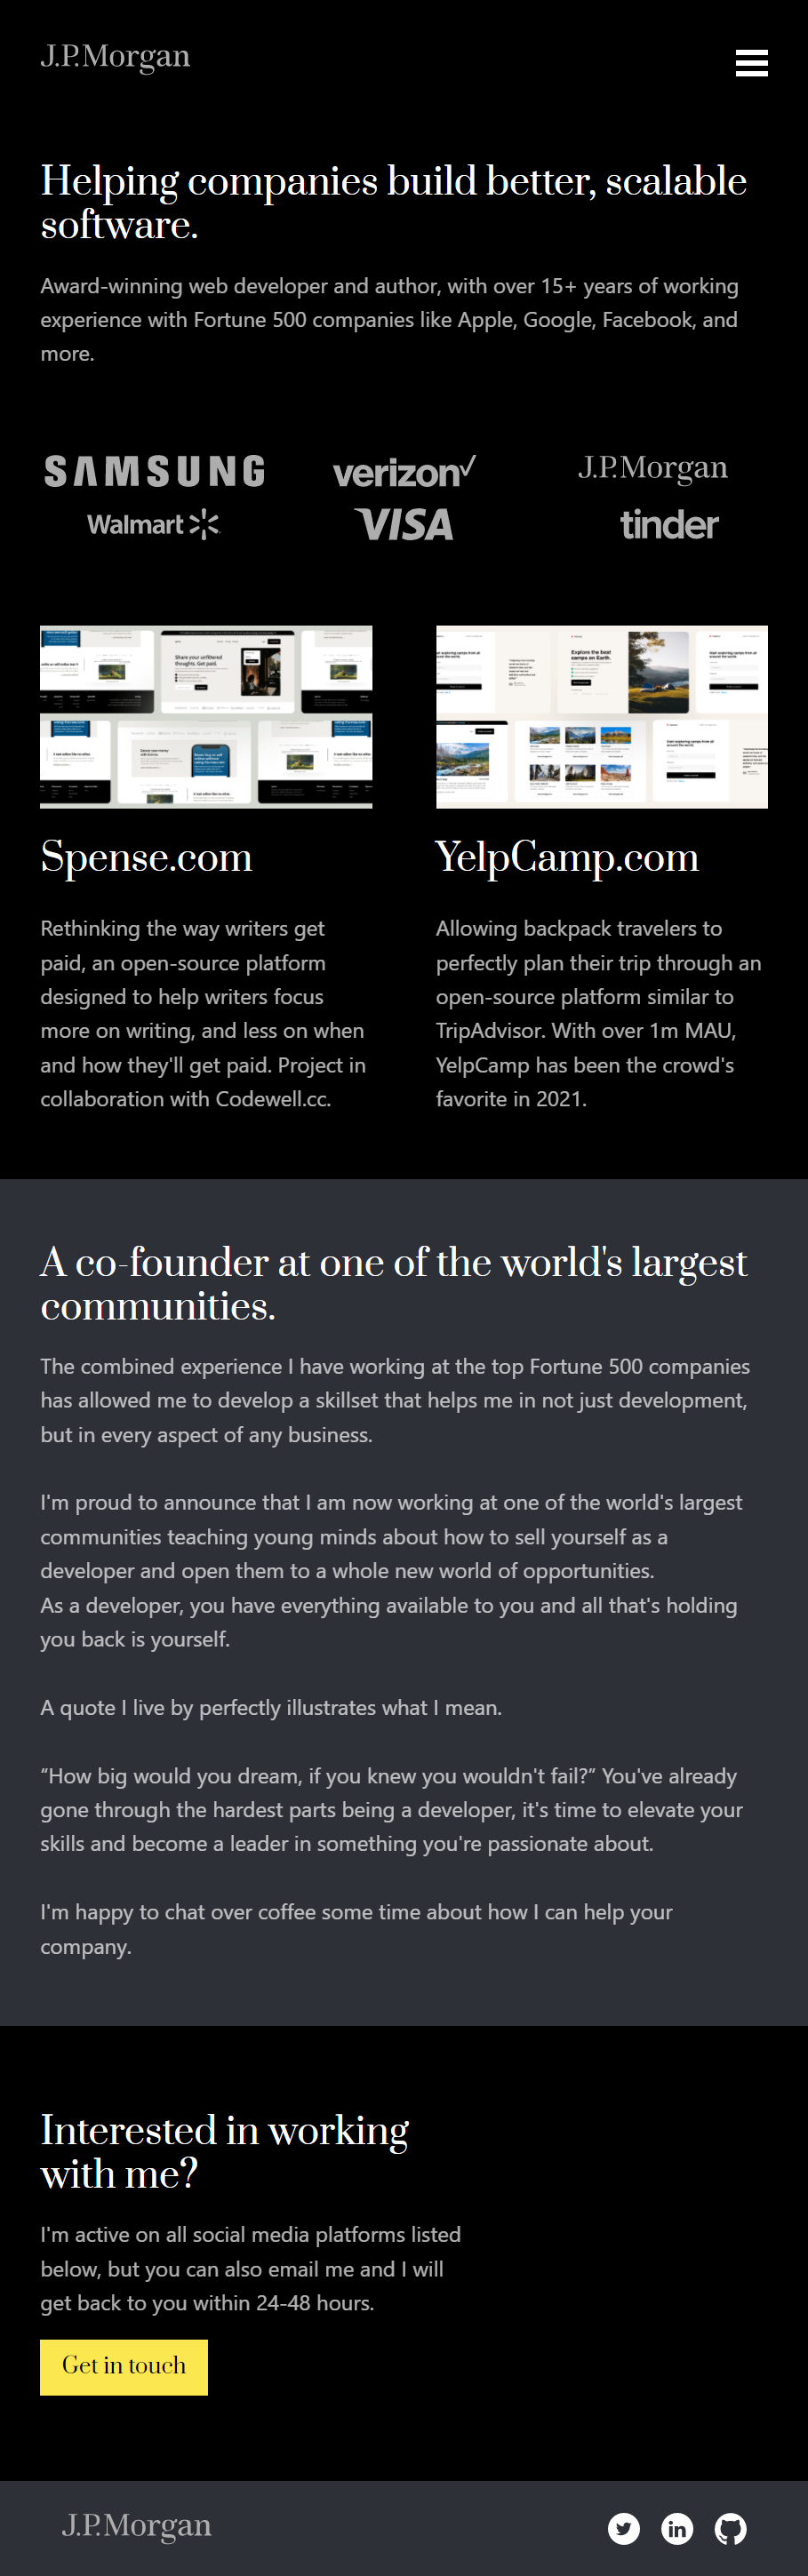 J.P.Morgan
Helping companies build better, scalable
software.
Award-winning web developer and author, with over 15+ years of working
experience with Fortune 500 companies like Apple, Google, Facebook, and
more.
SAMSUNG verizon J.P.Morgan
Walmart VISA tinder
Share your unfiltered
thoughts. Get paid.
Explore the best
camps on Earth.
Spense.com
Rethinking the way writers get
paid, an open-source platform
designed to help writers focus
more on writing, and less on when
and how they'll get paid. Project in
collaboration with Codewell.cc.
YelpCamp.com
Allowing backpack travelers to
perfectly plan their trip through an
open-source platform similar to
TripAdvisor. With over 1m MAU,
YelpCamp has been the crowd's
favorite in 2021.
A co-founder at one of the world's largest
communities.
The combined experience I have working at the top Fortune 500 companies
has allowed me to develop a skillset that helps me in not just development,
but in every aspect of any business.
I'm proud to announce that I am now working at one of the world's largest
communities teaching young minds about how to sell yourself as a
developer and open them to a whole new world of opportunities.
As a developer, you have everything available to you and all that's holding
you back is yourself.
A quote I live by perfectly illustrates what I mean.
“How big would you dream, if you knew you wouldn't fail?” You've already
gone through the hardest parts being a developer, it's time to elevate your
skills and become a leader in something you're passionate about.
I'm happy to chat over coffee some time about how I can help your
company.
Interested in working
with me?
I'm active on all social media platforms listed
below, but you can also email me and I will
get back to you within 24-48 hours.
Get in touch
J.P.Morgan
in